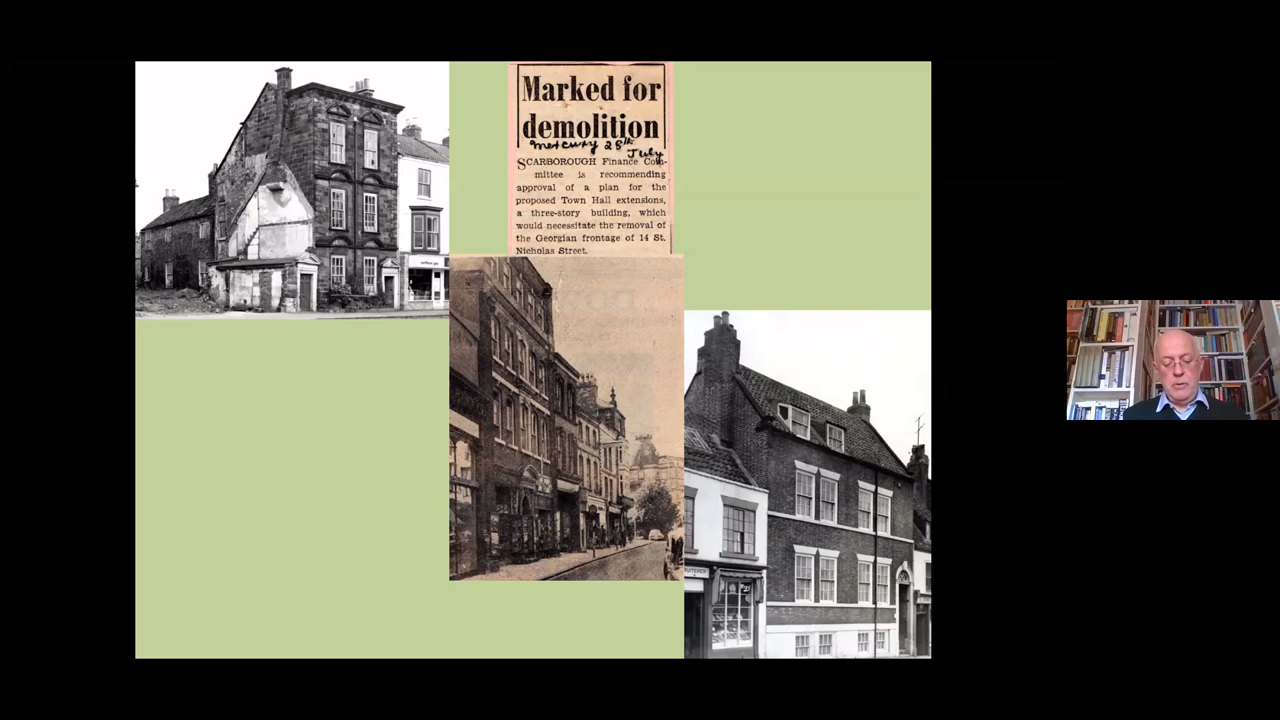 Marked for
demolition
Mercury 28th
July
SCARBOROUGH Finance Com-
mittee is recommending
approval of a plan for the
proposed Town Hall extensions,
a three-story building, which
would necessitate the removal of
the Georgian frontage of 14 St.
Nicholas Street.